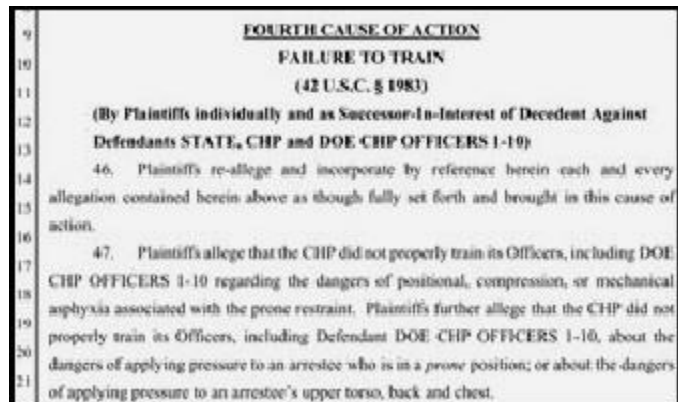 9 FOURTH CAUSE OF ACTION
10 FAILURE TO TRAIN
11 (42 U.S.C. § 1983)
12 (By Plaintiffs individually and as Successor-In-Interest of Decedent Against
13 Defendants STATE, CHP and DOE CHP OFFICERS 1-10)
14 46. Plaintiffs re-allege and incorporate by reference herein each and every
15 allegation contained herein above as though fully set forth and brought in this cause of
16 action.
17 47. Plaintiffs allege that the CHP did not properly train its Officers, including DOE
18 CHP OFFICERS 1-10 regarding the dangers of positional, compression, or mechanical
19 asphyxia associated with the prone restraint. Plaintiffs further allege that the CHP did not
properly train its Officers, including Defendant DOE CHP OFFICERS 1-10, about the
20 dangers of applying pressure to an arrestee who is in a prone position; or about the dangers
21 of applying pressure to an arrestee's upper torso, back and chest.